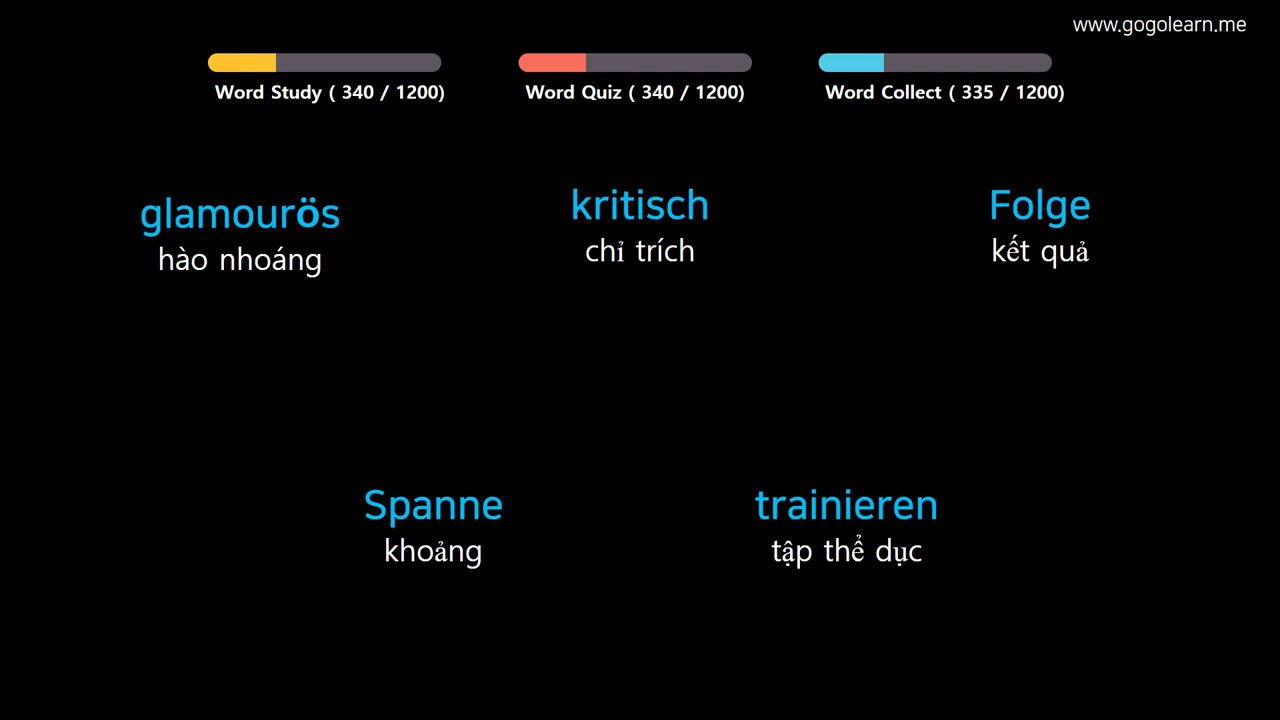 www.gogolearn.me
Word Study ( 340 / 1200)
Word Quiz ( 340 / 1200)
Word Collect ( 335 / 1200)
glamourös
hào nhoáng
kritisch
chỉ trích
Folge
kết quả
Spanne
khoảng
trainieren
tập thể dục